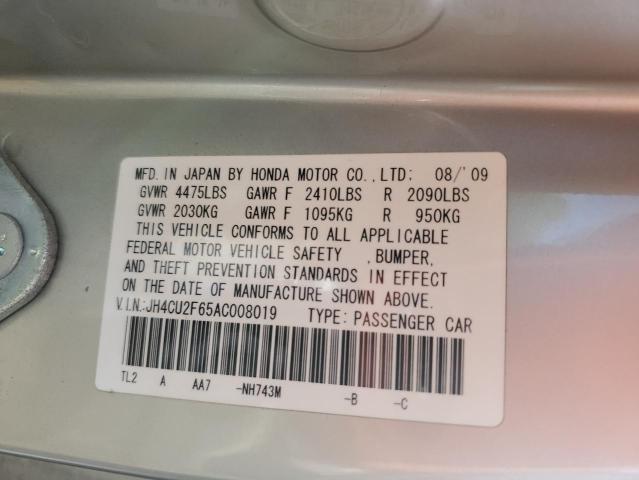 MFD.IN JAPAN BY HONDA MOTOR CO.,LTD; 08/'09
GVWR 4475LBS GAWR F 2410LBS R 2090LBS
GVWR 2030KG GAWR F 1095KG R 950KG
THIS VEHICLE CONFORMS TO ALL APPLICABLE
FEDERAL MOTOR VEHICLE SAFETY ,BUMPER,
AND THEFT PREVENTION STANDARDS IN EFFECT
ON THE DATE OF MANUFACTURE SHOWN ABOVE.
V.I.N.:JH4CU2F65AC008019 TYPE: PASSENGER CAR
TL2 A AA7 -NH743M -B -C